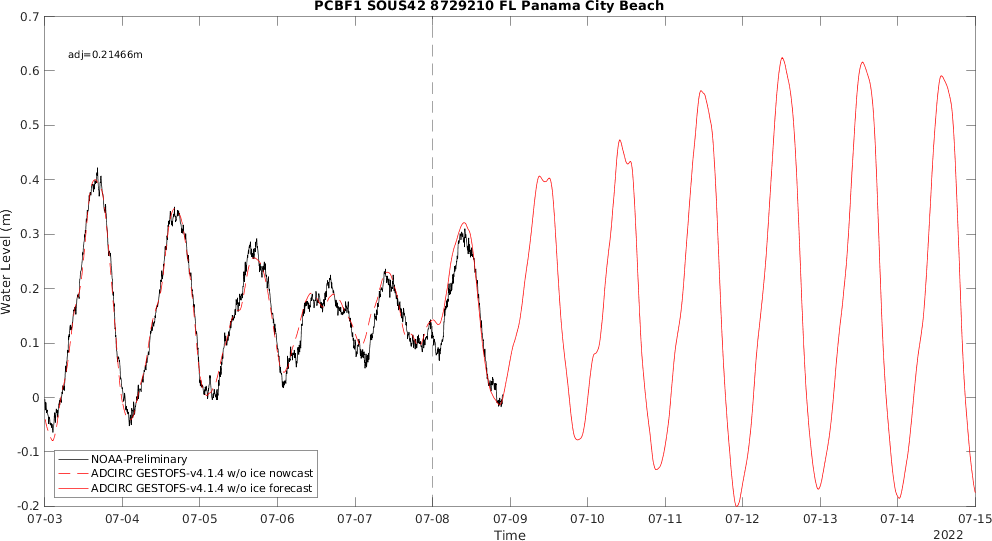 PCBF1 SOUS42 8729210 FL Panama City Beach
0.7
adj=0.21466m
0.6
0.5
0.4
0.3
0.2
0.1
0
-0.1
-0.2
Water Level (m)
NOAA-Preliminary
ADCIRC GESTOFS-v4.1.4 w/o ice nowcast
ADCIRC GESTOFS-v4.1.4 w/o ice forecast
07-03 07-04 07-05 07-06 07-07 07-08 07-09 07-10 07-11 07-12 07-13 07-14 07-15
Time
2022